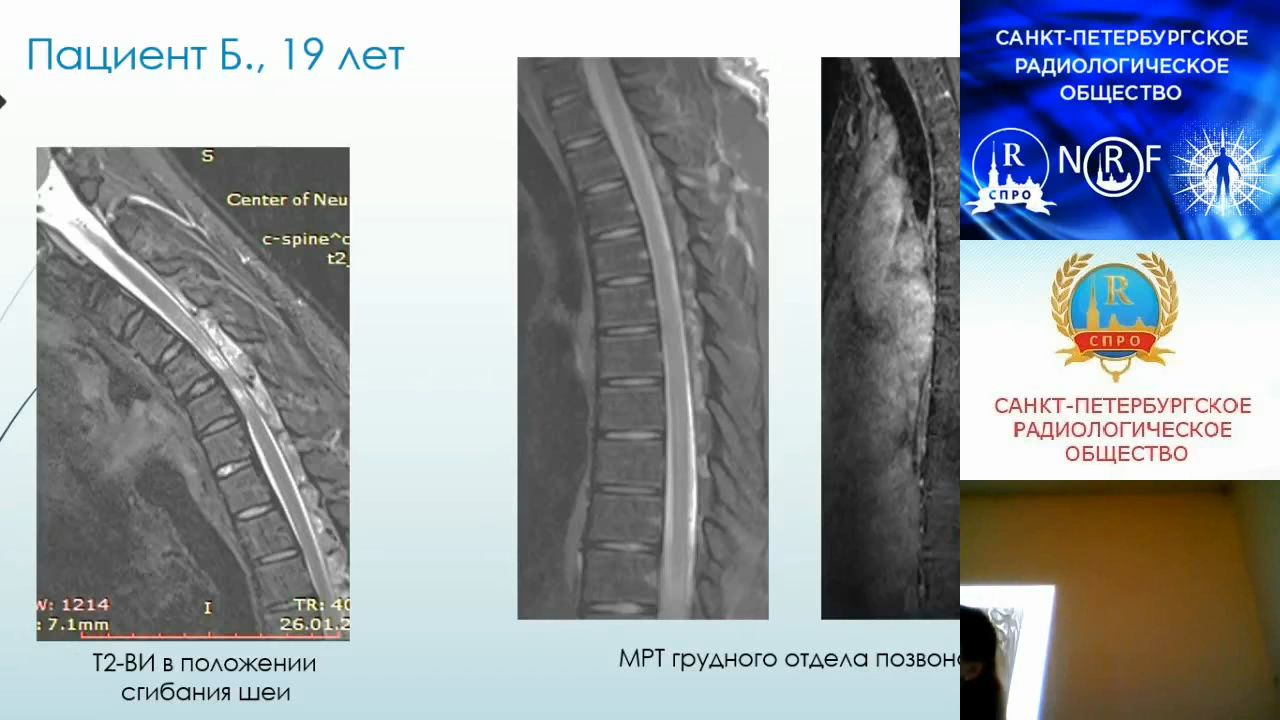 Пациент Б., 19 лет
S
Center of Neu
c-spine^c
t2_
W: 1214
: 7.1mm
I
TR: 40
26.01.2
Т2-ВИ в положении
сгибания шеи
МРТ грудного отдела позвоно
САНКТ-ПЕТЕРБУРГСКОЕ
РАДИОЛОГИЧЕСКОЕ
ОБЩЕСТВО
R
СПРО
NRF
R
СПРО
САНКТ-ПЕТЕРБУРГСКОЕ
РАДИОЛОГИЧЕСКОЕ
ОБЩЕСТВО